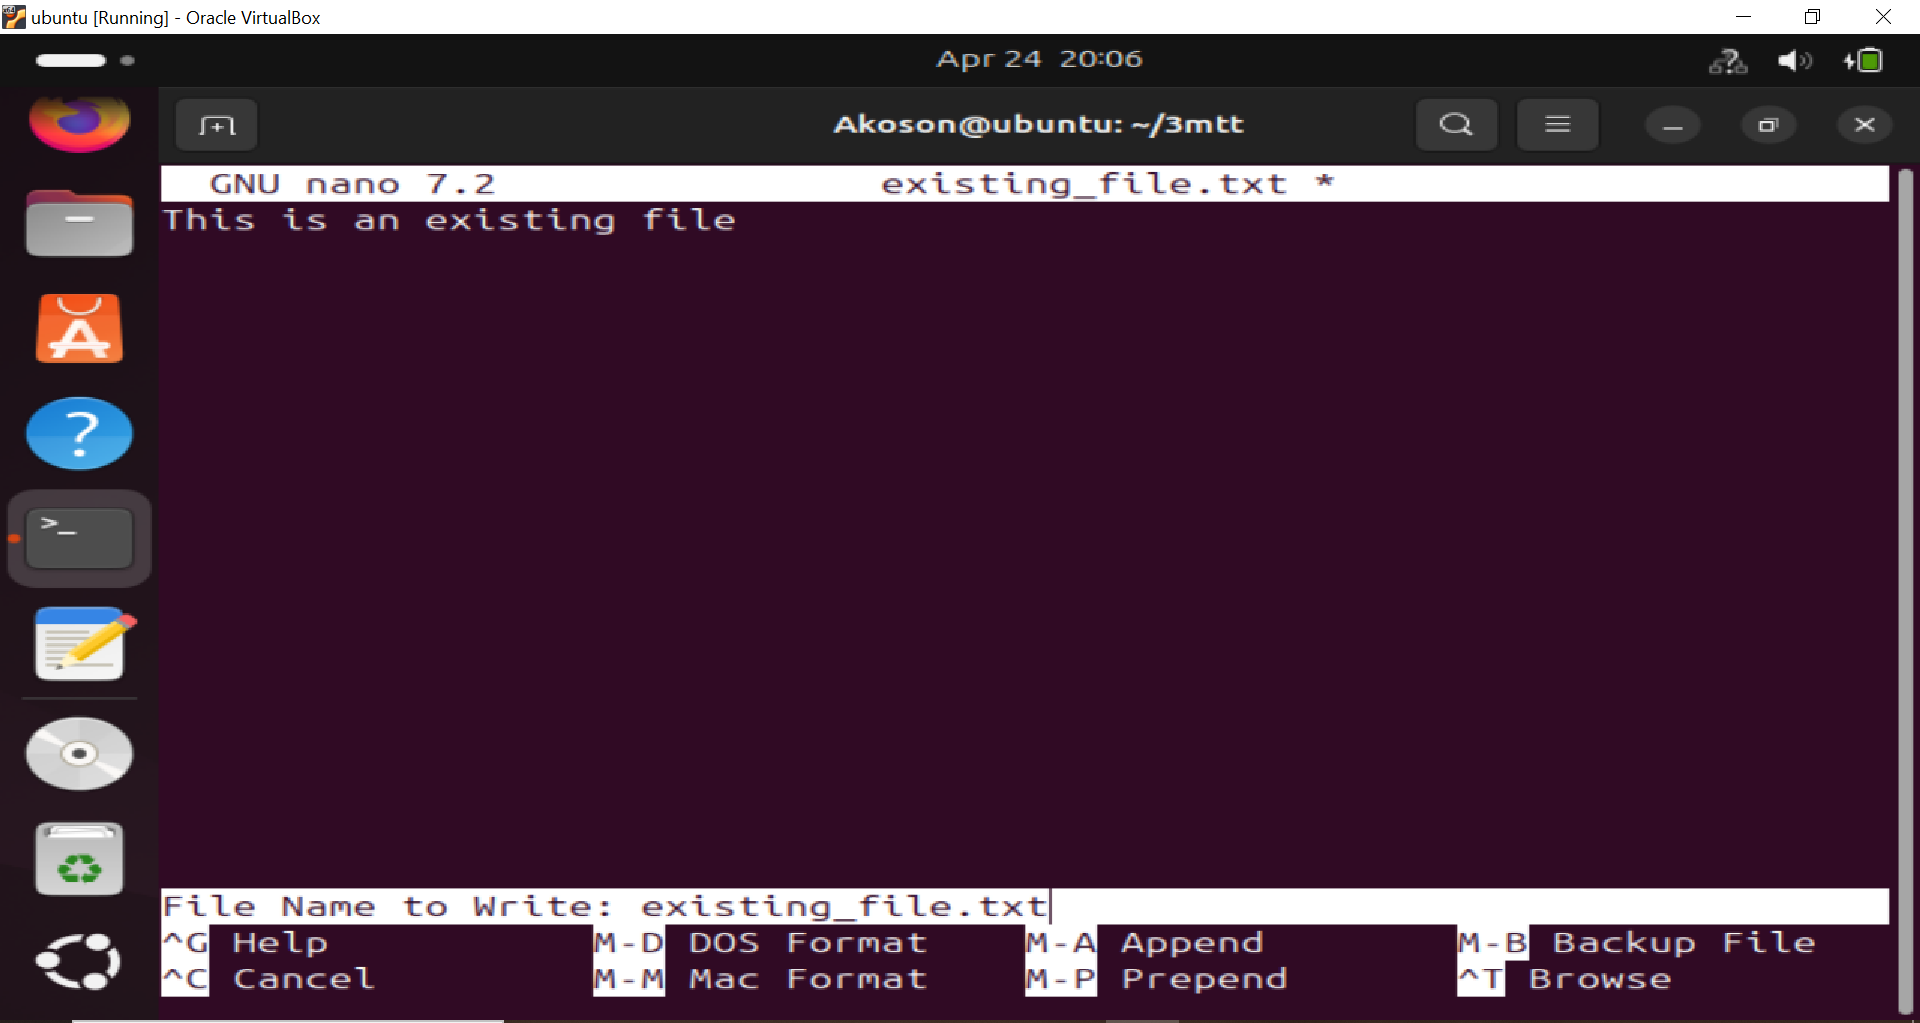 ubuntu [Running] - Oracle VirtualBox
Apr 24 20:06
Akoson@ubuntu: ~/3mtt
GNU nano 7.2 existing_file.txt *
This is an existing file
File Name to Write: existing_file.txt
^G Help M-D DOS Format M-A Append M-B Backup File
^C Cancel M-M Mac Format M-P Prepend ^T Browse